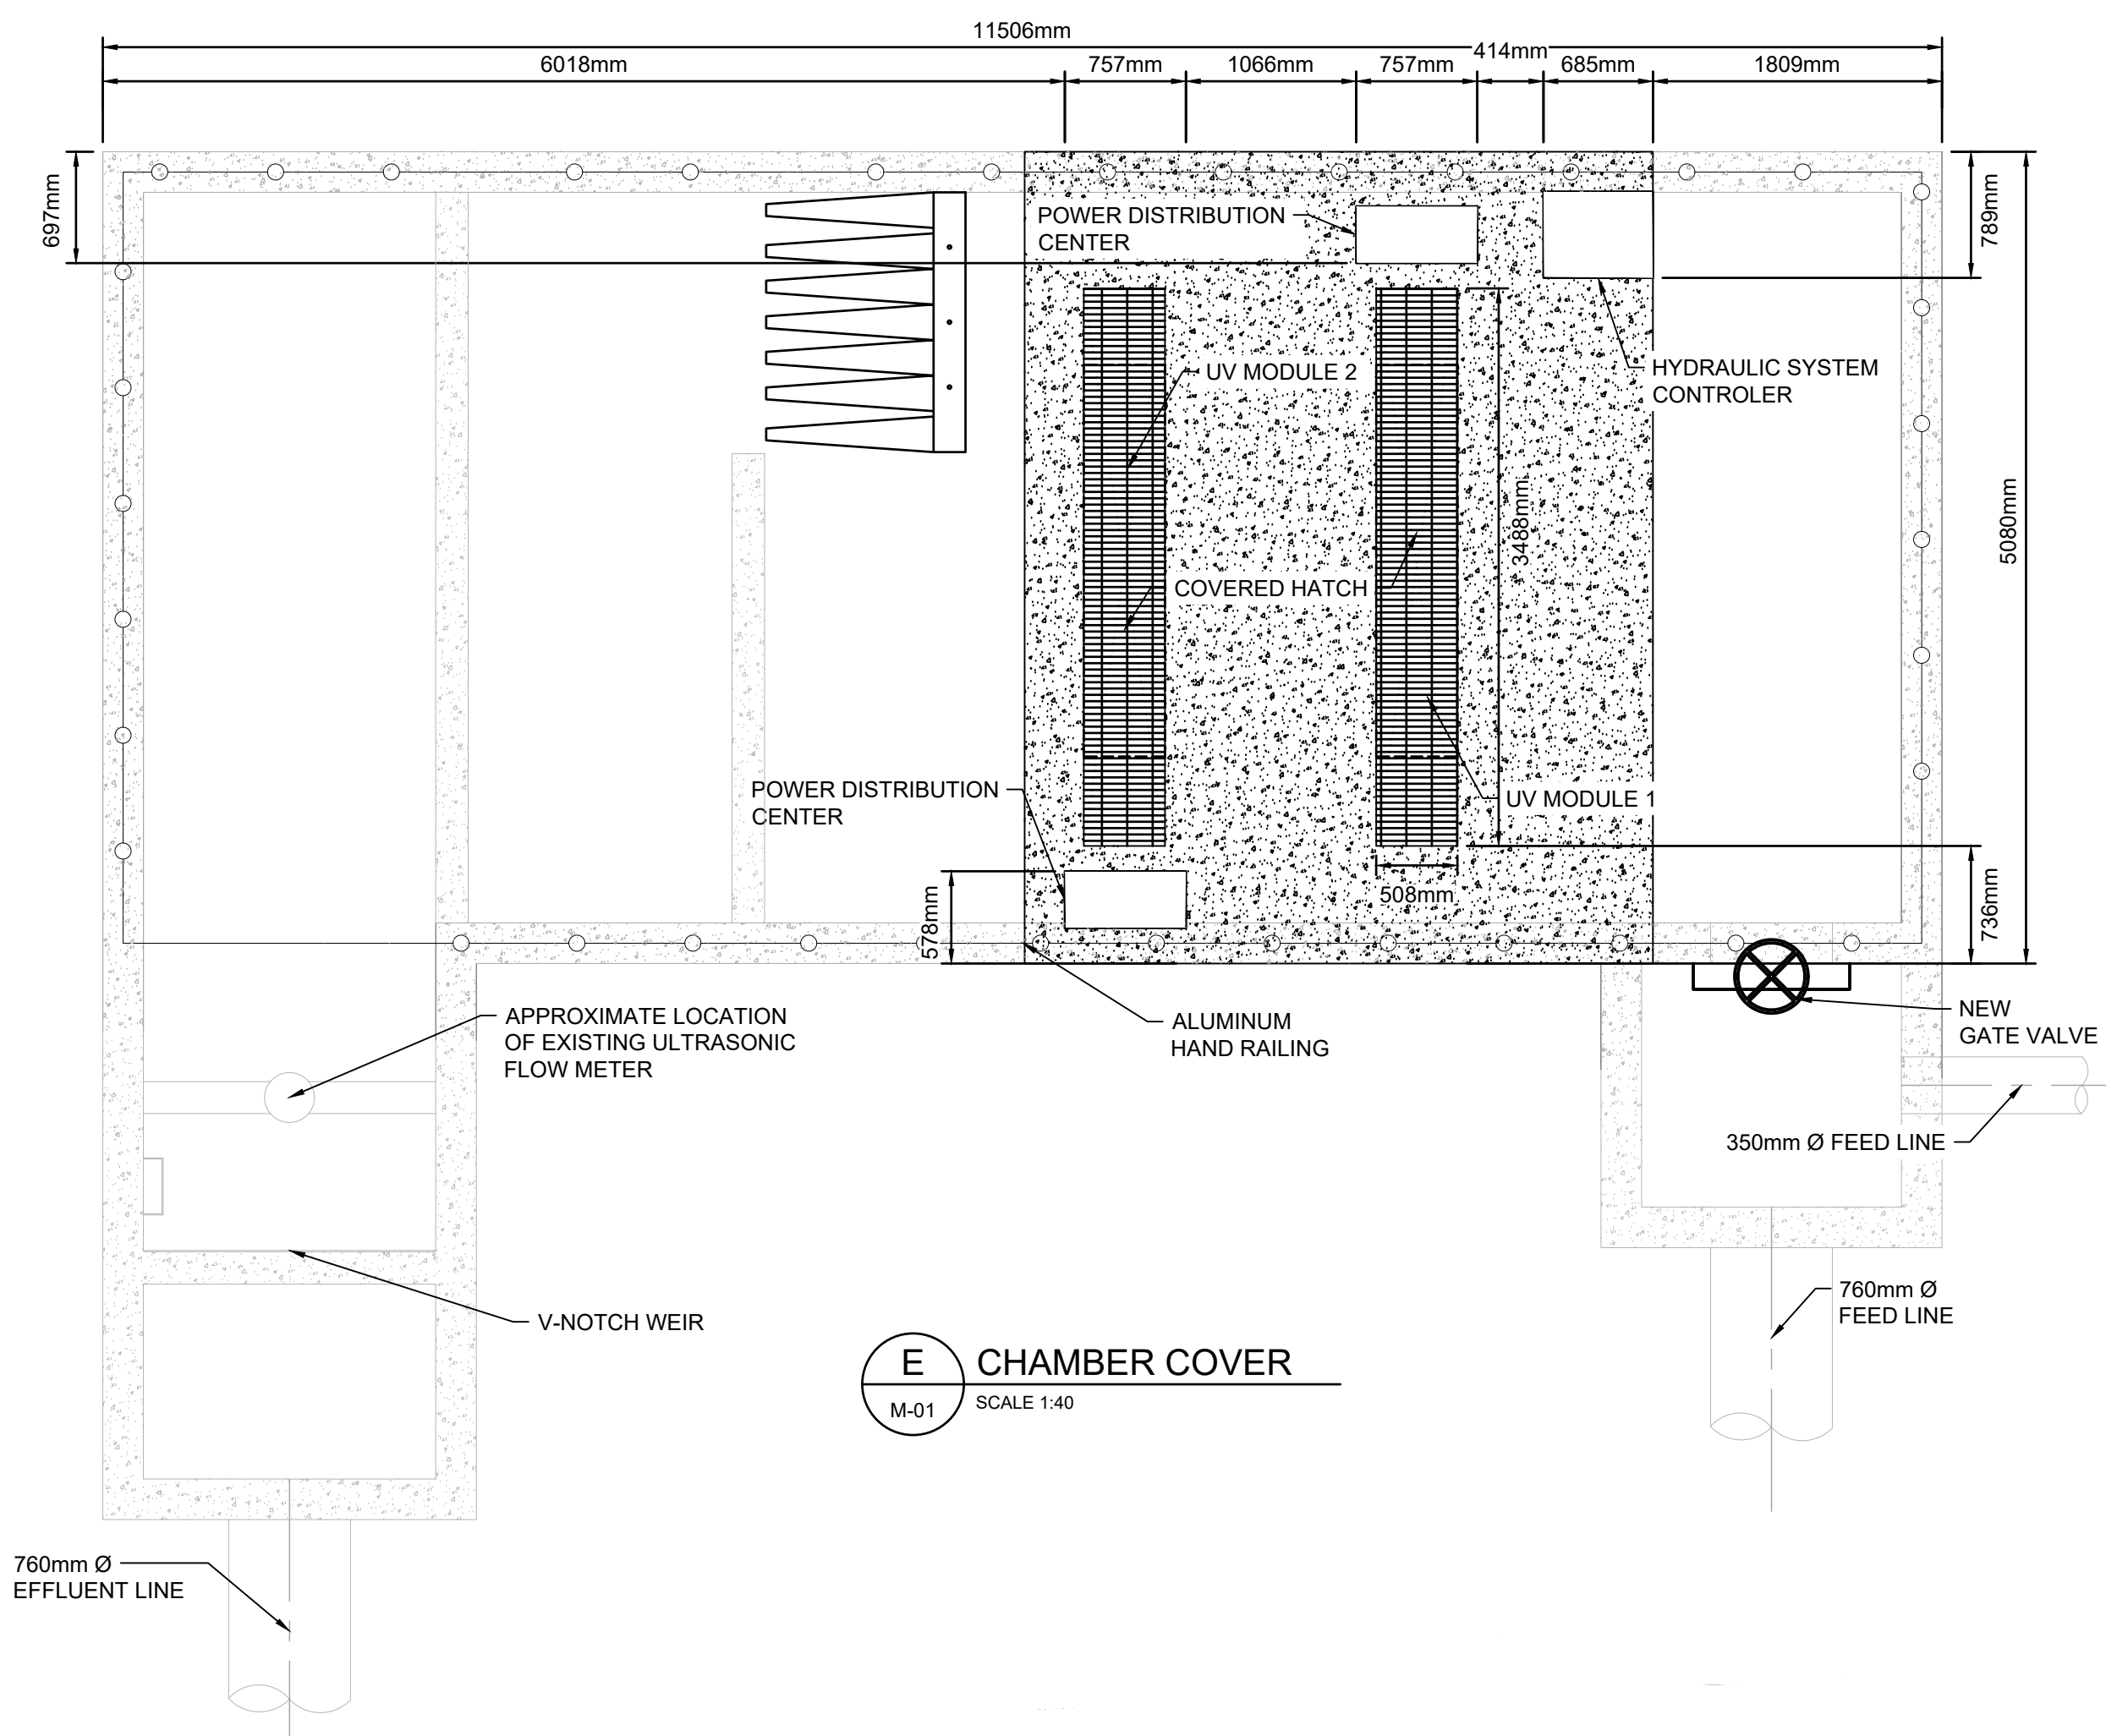 11506mm
6018mm
757mm
1066mm
757mm
414mm
685mm
1809mm
697mm
789mm
POWER DISTRIBUTION
CENTER
UV MODULE 2
HYDRAULIC SYSTEM
CONTROLER
3488mm
5080mm
COVERED HATCH
POWER DISTRIBUTION
CENTER
UV MODULE 1
508mm
578mm
736mm
APPROXIMATE LOCATION
OF EXISTING ULTRASONIC
FLOW METER
ALUMINUM
HAND RAILING
NEW
GATE VALVE
350mm Ø FEED LINE
V-NOTCH WEIR
760mm Ø
FEED LINE
E
CHAMBER COVER
M-01
SCALE 1:40
760mm Ø
EFFLUENT LINE